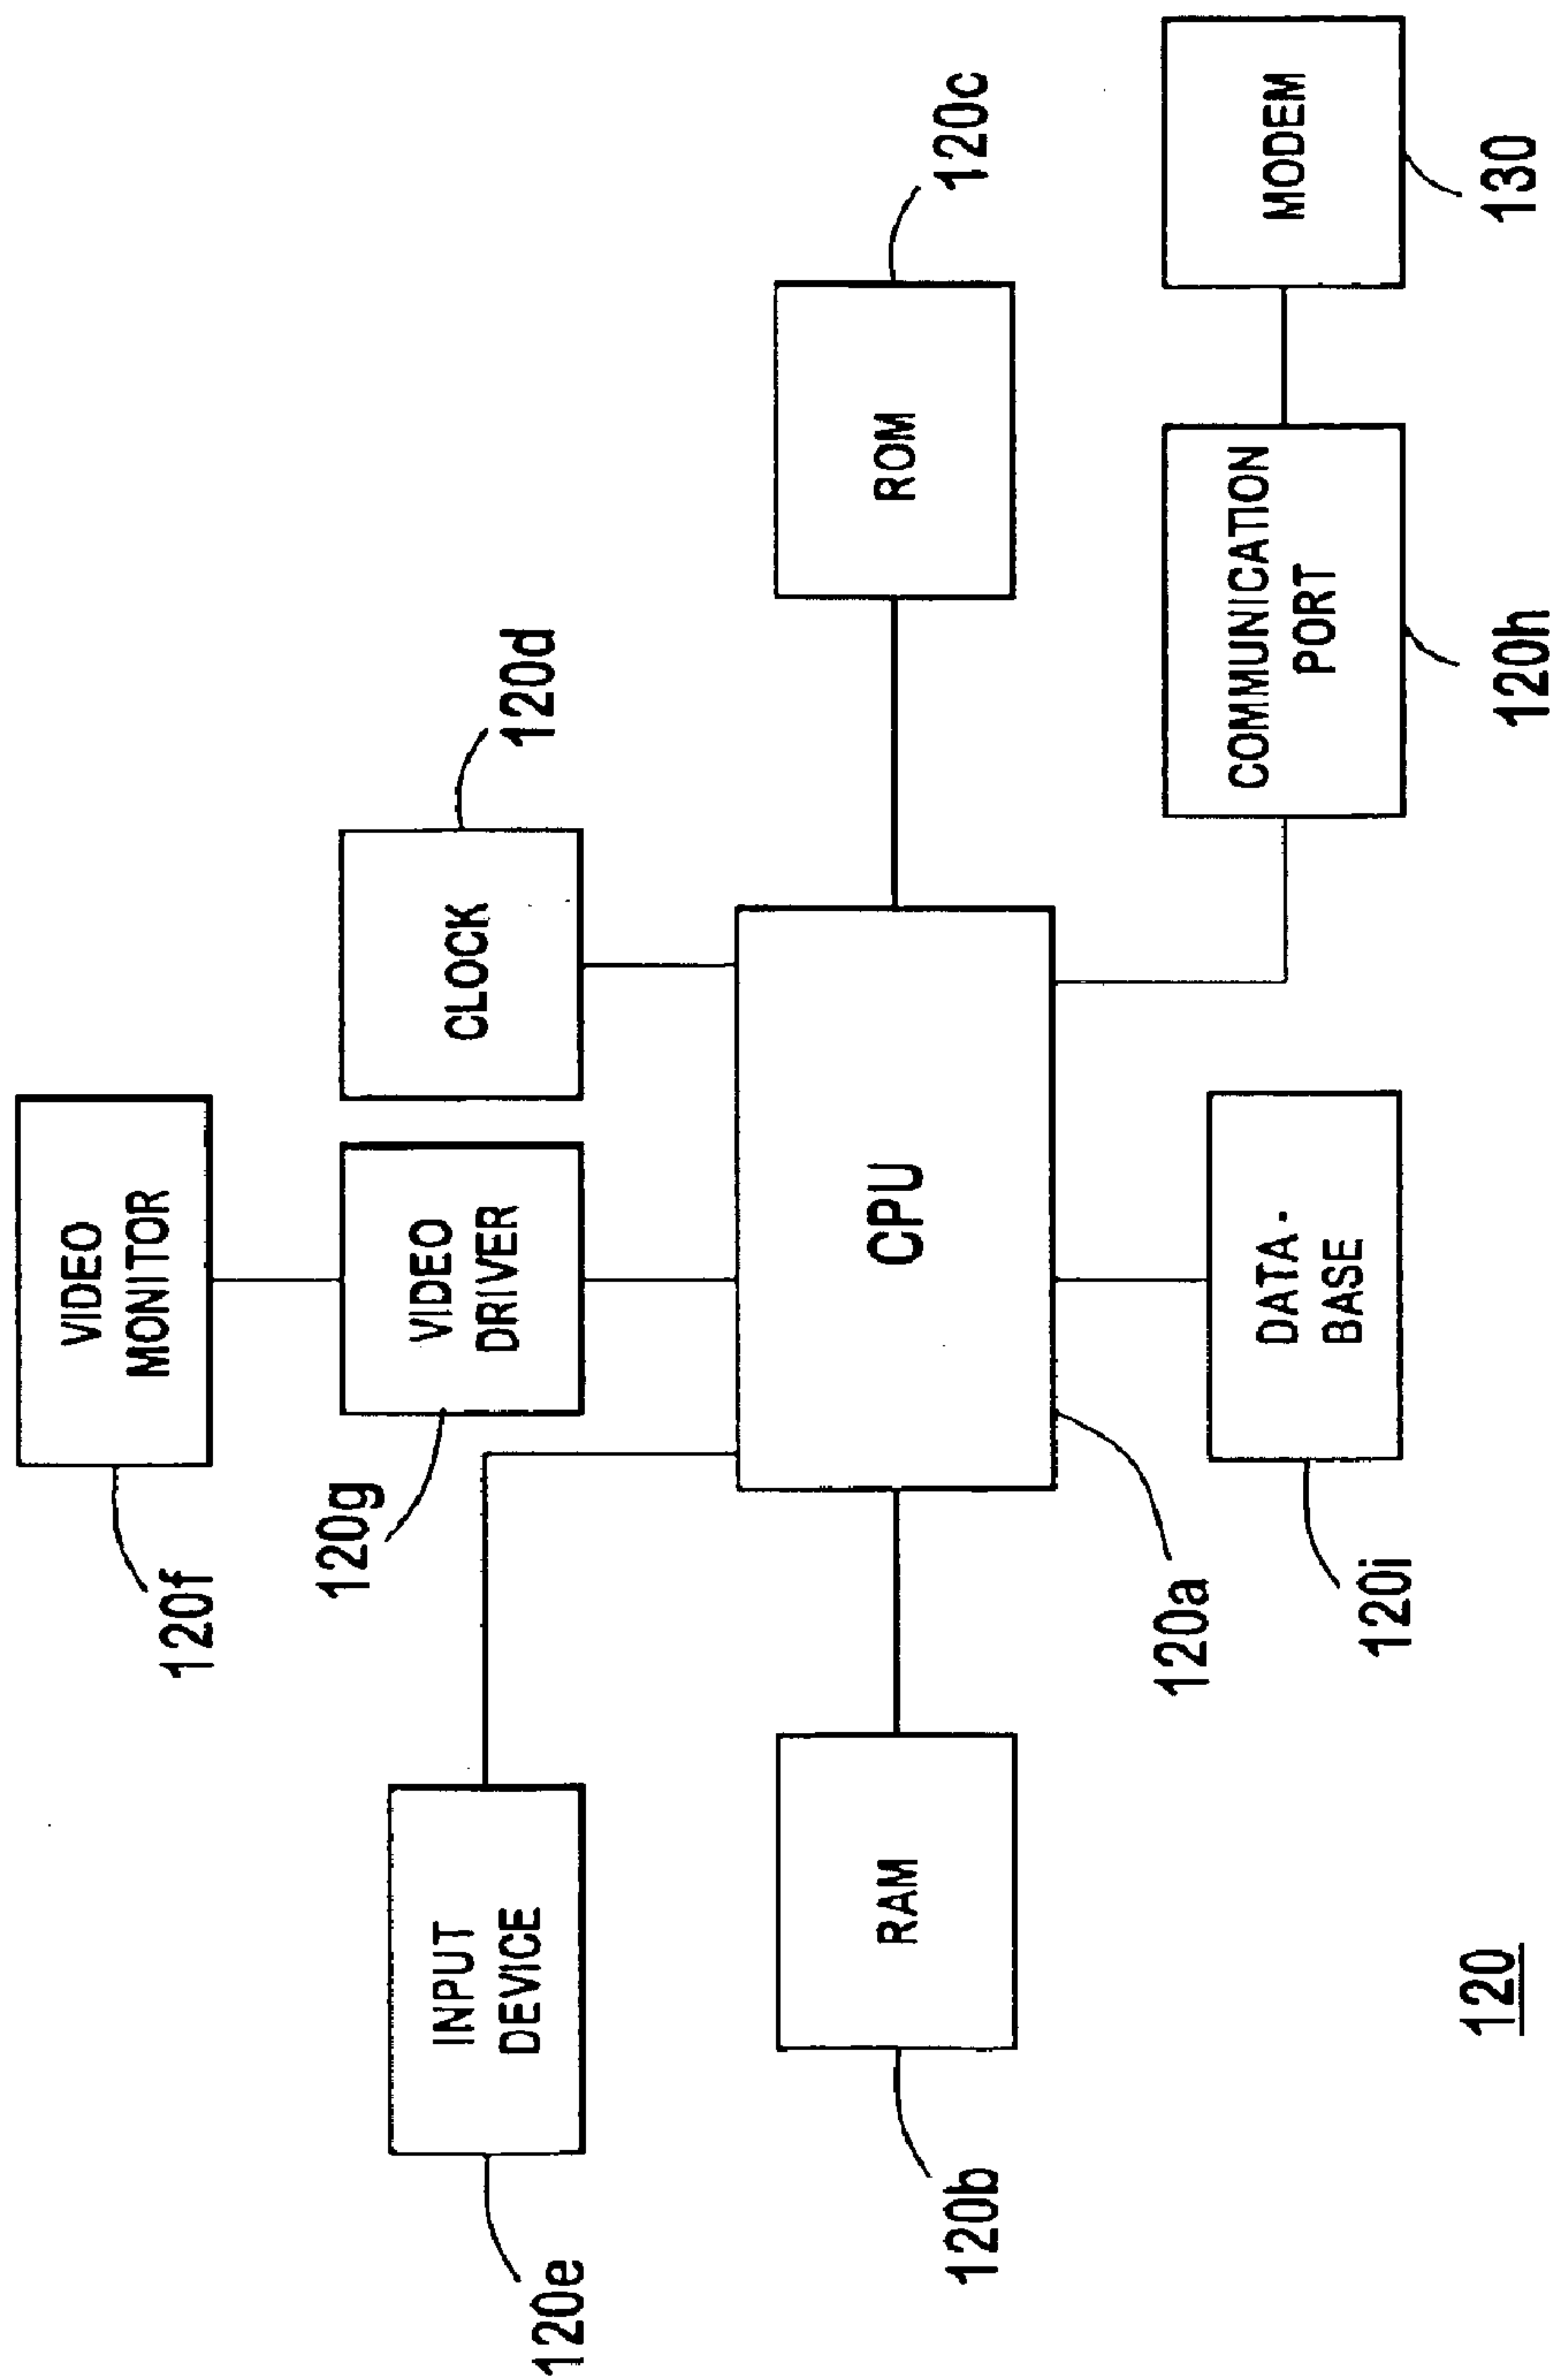 VIDEO
MONITOR
120f
VIDEO
DRIVER
120g
CLOCK
120d
INPUT
DEVICE
120e
CPU
120a
RAM
120b
ROM
120c
DATA-
BASE
120i
COMMUNICATION
PORT
120h
MODEM
130
120